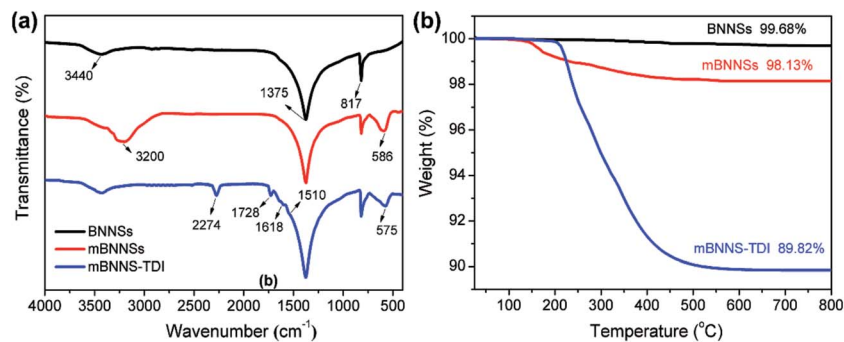 (a)
Transmittance (%)
3440
1375
817
3200
586
2274
1728
1618
1510
575
BNNSs
mBNNSs
mBNNS-TDI
(b)
4000 3500 3000 2500 2000 1500 1000 500
Wavenumber (cm⁻¹)
(b)
Weight (%)
100
98
96
94
92
90
BNNSs 99.68%
mBNNSs 98.13%
mBNNS-TDI 89.82%
100 200 300 400 500 600 700 800
Temperature (°C)